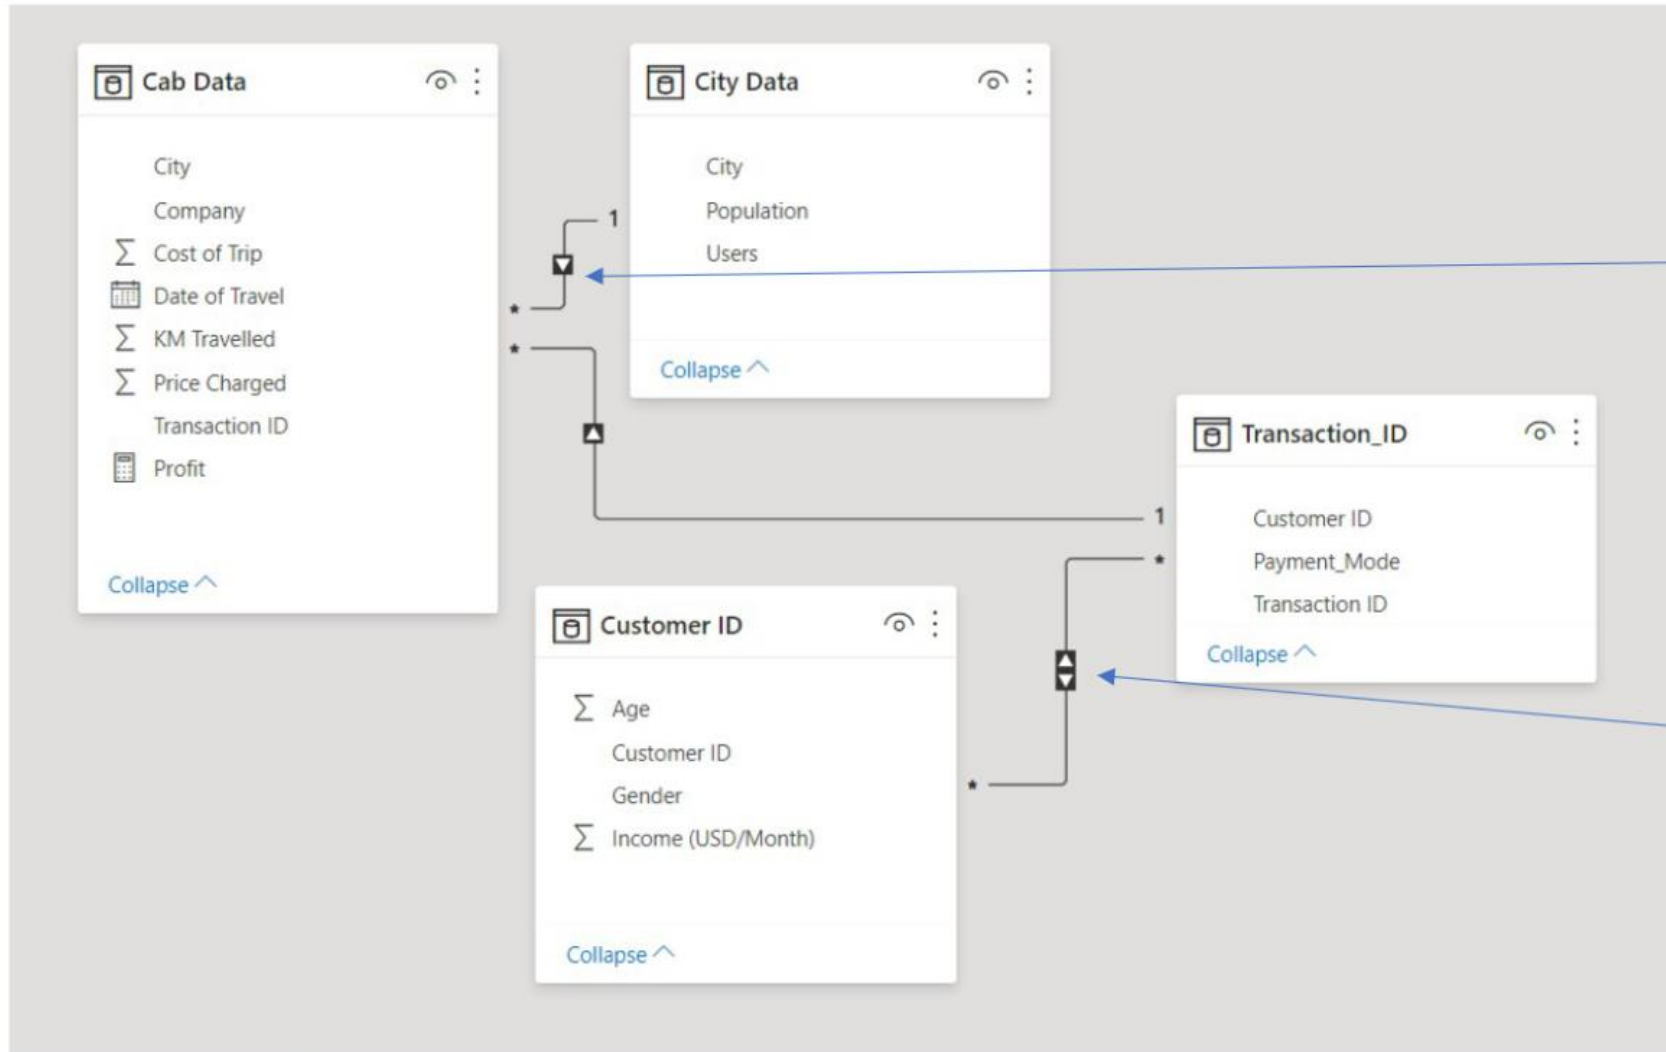 Cab Data
City
Company
Cost of Trip
Date of Travel
KM Travelled
Price Charged
Transaction ID
Profit
Collapse
City Data
City
Population
Users
Collapse
1
*
*
1
*
*
Transaction_ID
Customer ID
Payment_Mode
Transaction ID
Collapse
Customer ID
Age
Customer ID
Gender
Income (USD/Month)
Collapse